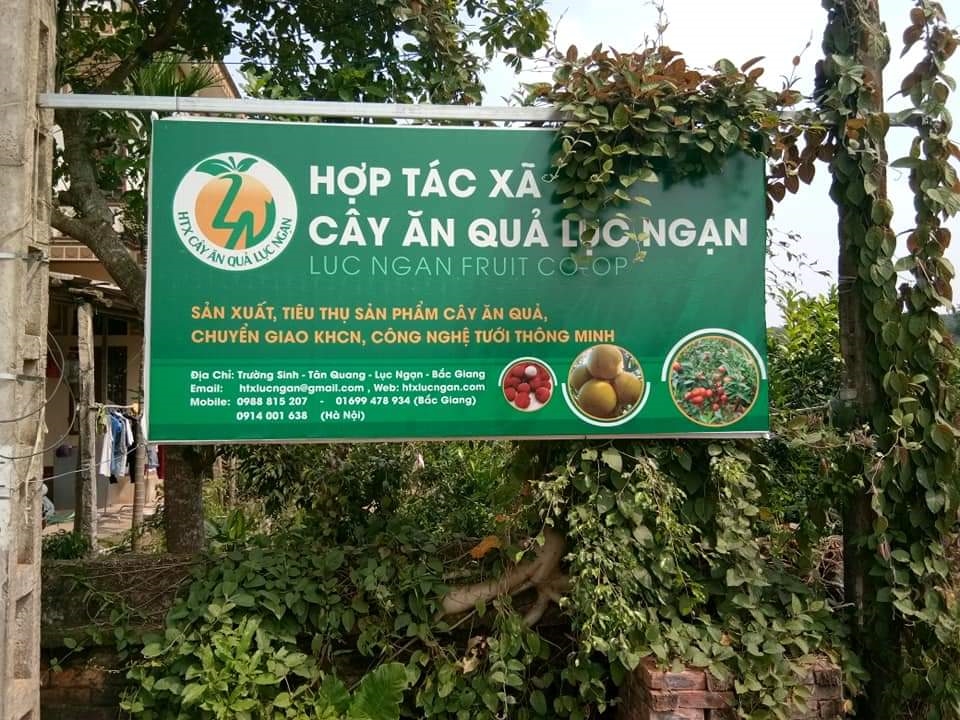 HTX CÂY ĂN QUẢ LỤC NGẠN
HỢP TÁC XÃ
CÂY ĂN QUẢ LỤC NGẠN
LUC NGAN FRUIT CO-OP
SẢN XUẤT, TIÊU THỤ SẢN PHẨM CÂY ĂN QUẢ,
CHUYỂN GIAO KHCN, CÔNG NGHỆ TƯỚI THÔNG MINH
Địa Chỉ: Trường Sinh - Tân Quang - Lục Ngạn - Bắc Giang
Email: htxlucngan@gmail.com , Web: htxlucngan.com
Mobile: 0988 815 207 - 01699 478 934 (Bắc Giang)
0914 001 638 (Hà Nội)